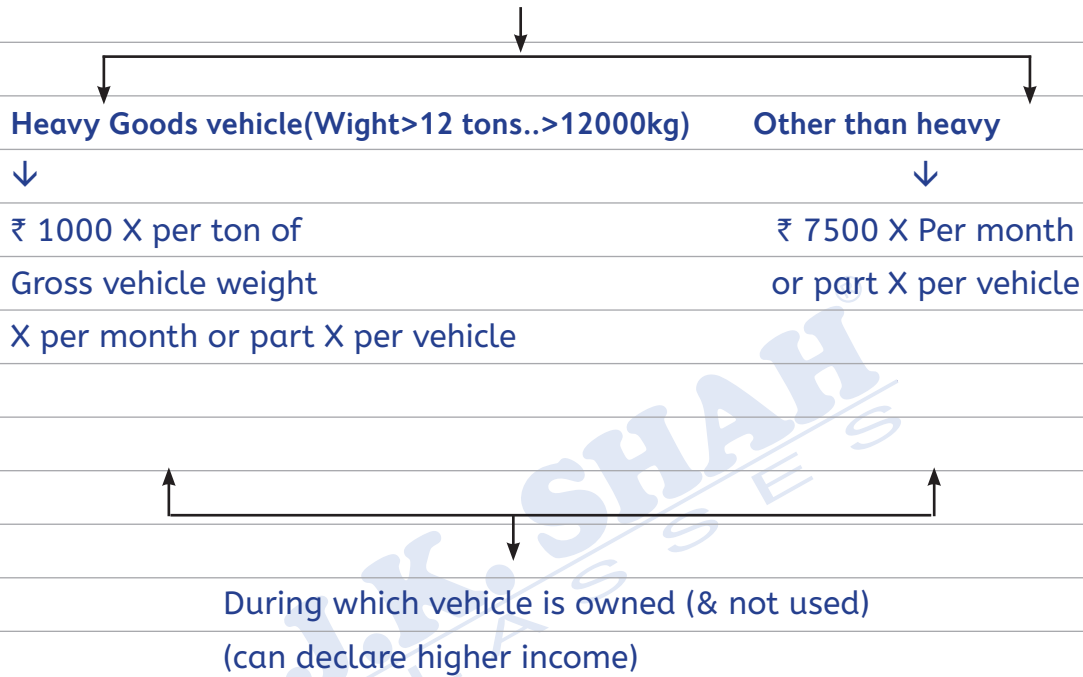 Heavy Goods vehicle(Wight>12 tons..>12000kg) Other than heavy
↓ ↓
₹ 1000 X per ton of ₹ 7500 X Per month
Gross vehicle weight or part X per vehicle
X per month or part X per vehicle
J.K. SHAH®
CLASSES
During which vehicle is owned (& not used)
(can declare higher income)